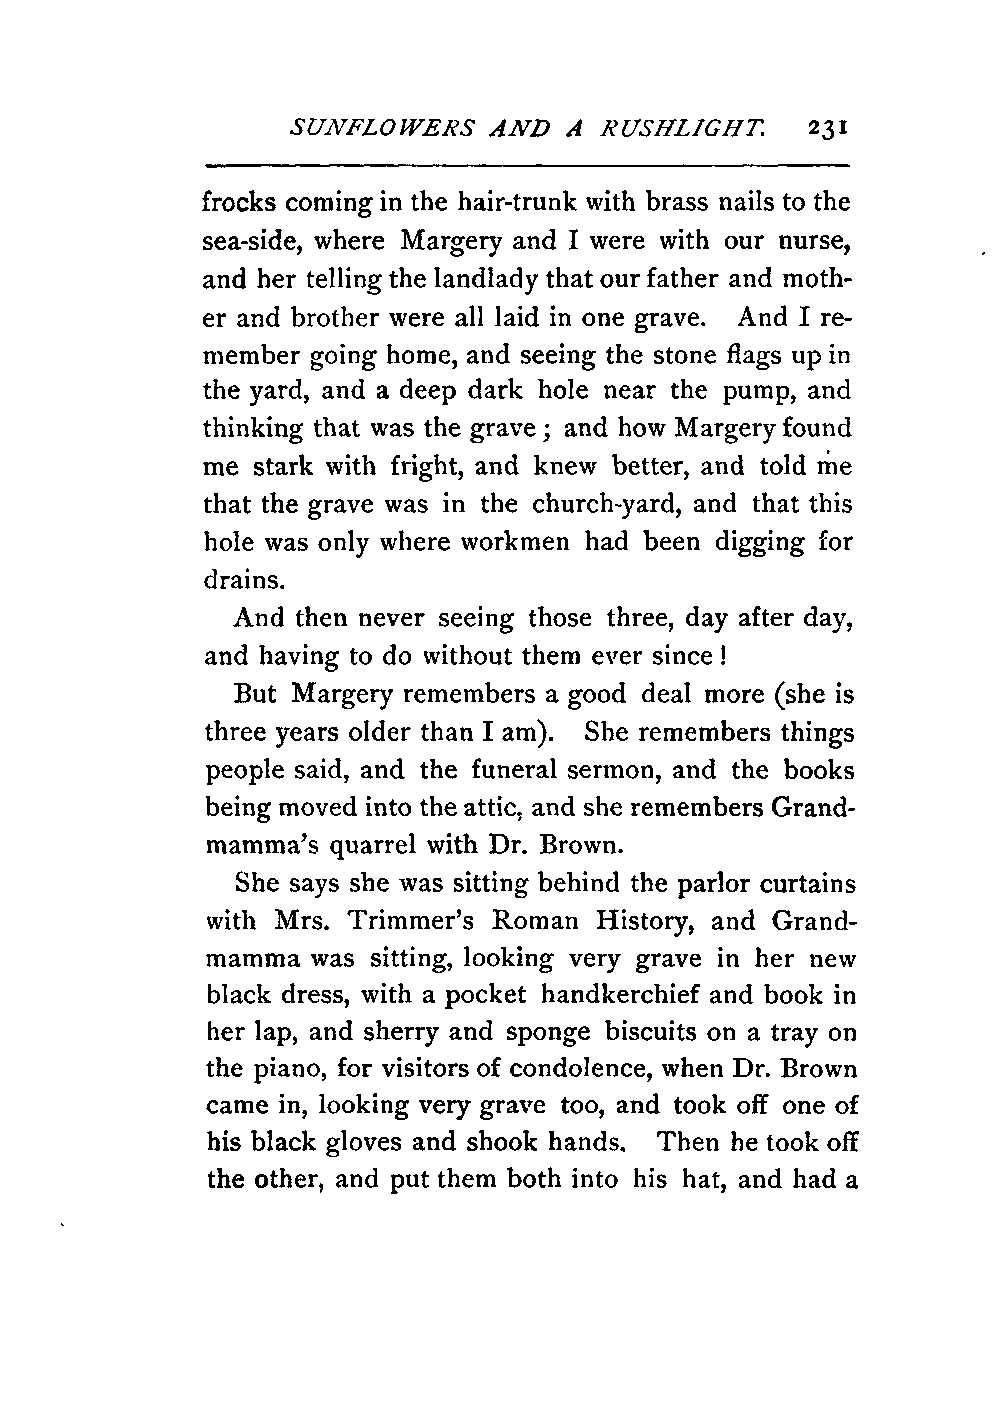 SUNFLOWERS AND A RUSHLIGHT. 231
frocks coming in the hair-trunk with brass nails to the
sea-side, where Margery and I were with our nurse,
and her telling the landlady that our father and moth-
er and brother were all laid in one grave. And I re-
member going home, and seeing the stone flags up in
the yard, and a deep dark hole near the pump, and
thinking that was the grave ; and how Margery found
me stark with fright, and knew better, and told me
that the grave was in the church-yard, and that this
hole was only where workmen had been digging for
drains.
And then never seeing those three, day after day,
and having to do without them ever since !
But Margery remembers a good deal more (she is
three years older than I am). She remembers things
people said, and the funeral sermon, and the books
being moved into the attic, and she remembers Grand-
mamma's quarrel with Dr. Brown.
She says she was sitting behind the parlor curtains
with Mrs. Trimmer's Roman History, and Grand-
mamma was sitting, looking very grave in her new
black dress, with a pocket handkerchief and book in
her lap, and sherry and sponge biscuits on a tray on
the piano, for visitors of condolence, when Dr. Brown
came in, looking very grave too, and took off one of
his black gloves and shook hands. Then he took off
the other, and put them both into his hat, and had a